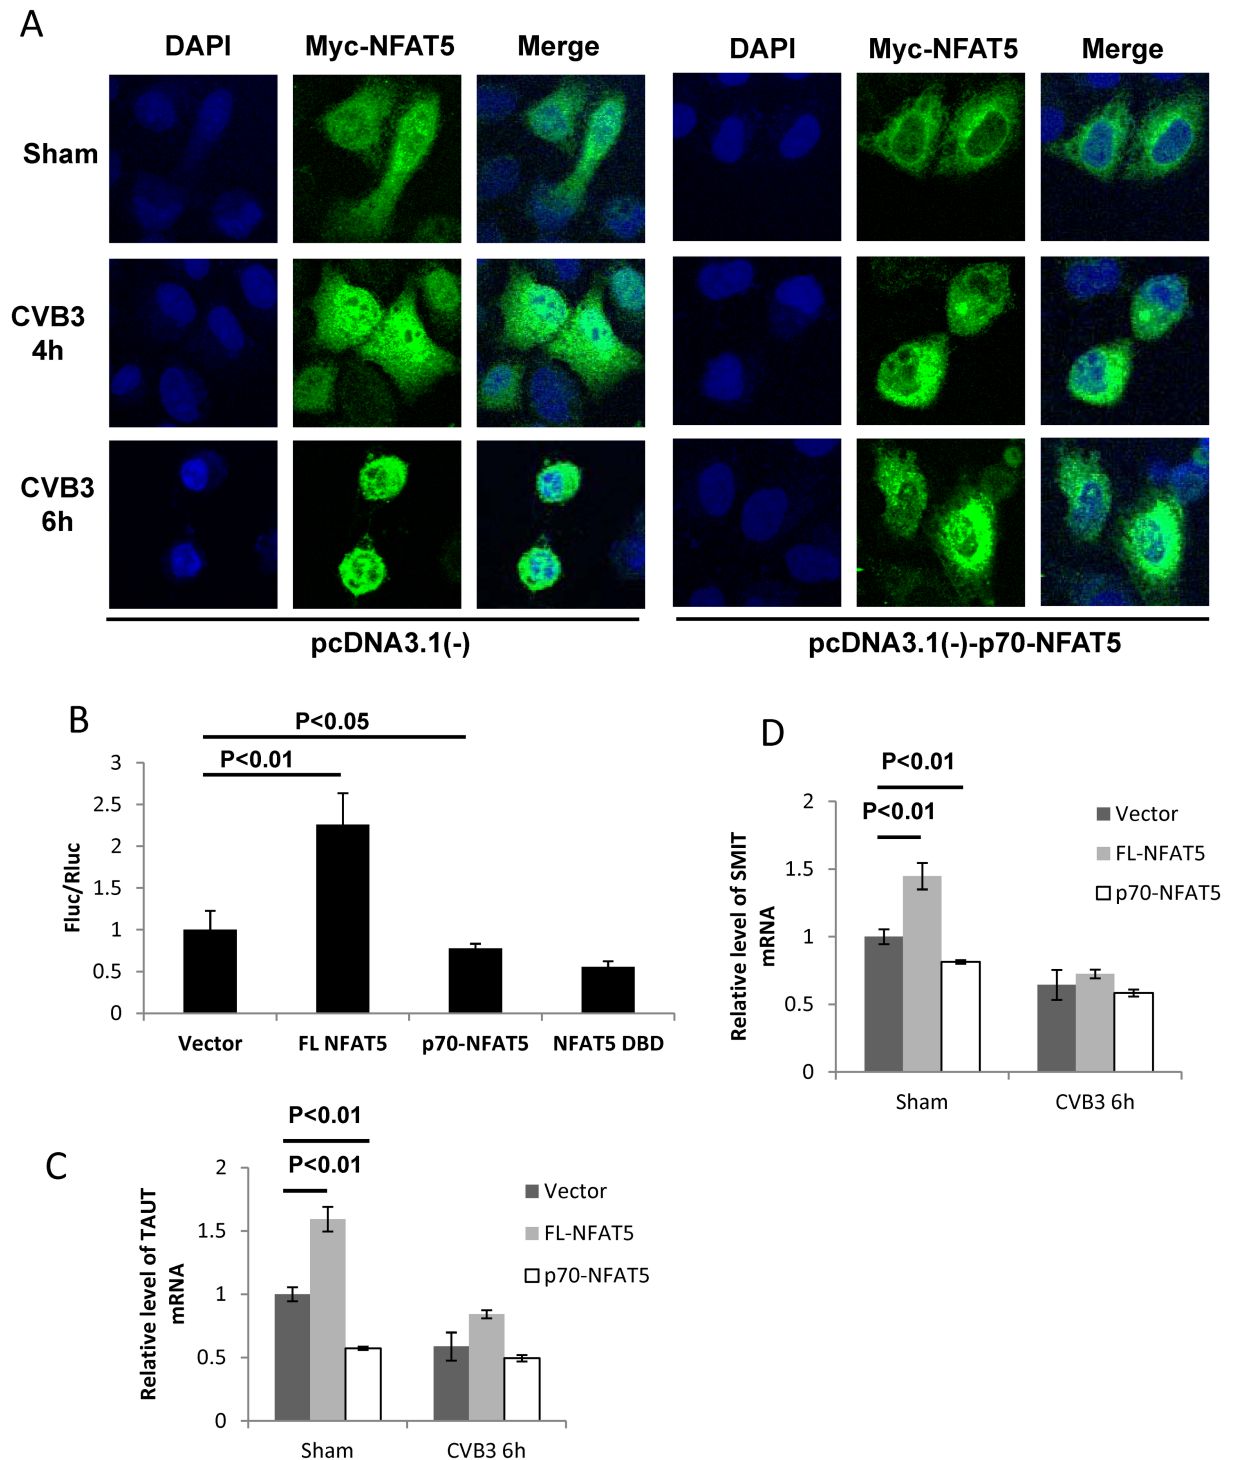 A
DAPI Myc-NFAT5 Merge DAPI Myc-NFAT5 Merge
Sham
CVB3
4h
CVB3
6h
pcDNA3.1(-) pcDNA3.1(-)-p70-NFAT5
B
P<0.05
P<0.01
3
2.5
2
1.5
1
0.5
0
Fluc/Rluc
Vector FL NFAT5 p70-NFAT5 NFAT5 DBD
D
P<0.01
P<0.01
2
1.5
1
0.5
0
Relative level of SMIT
mRNA
Vector
FL-NFAT5
p70-NFAT5
Sham CVB3 6h
C
P<0.01
P<0.01
2
1.5
1
0.5
0
Relative level of TAUT
mRNA
Vector
FL-NFAT5
p70-NFAT5
Sham CVB3 6h